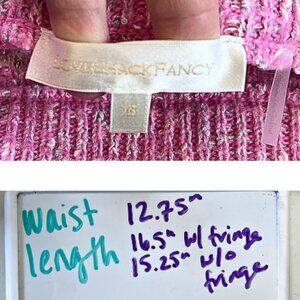 LOVESHACKFANCY
XS
waist 12.75"
length 16.5" w/ fringe
15.25" w/o
fringe